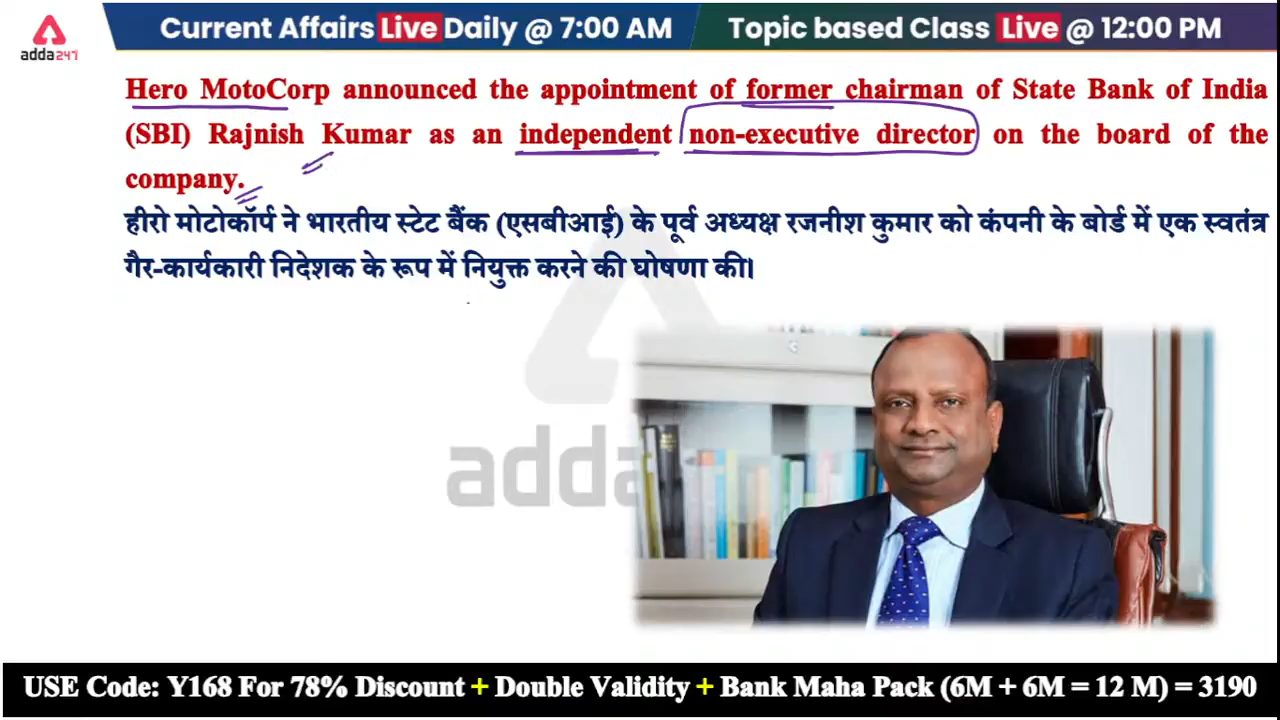 Current Affairs Live Daily @ 7:00 AM
Topic based Class Live @ 12:00 PM
adda247
Hero MotoCorp announced the appointment of former chairman of State Bank of India
(SBI) Rajnish Kumar as an independent non-executive director on the board of the
company.
हीरो मोटोकॉर्प ने भारतीय स्टेट बैंक (एसबीआई) के पूर्व अध्यक्ष रजनीश कुमार को कंपनी के बोर्ड में एक स्वतंत्र
गैर-कार्यकारी निदेशक के रूप में नियुक्त करने की घोषणा की।
adda
USE Code: Y168 For 78% Discount + Double Validity + Bank Maha Pack (6M + 6M = 12 M) = 3190